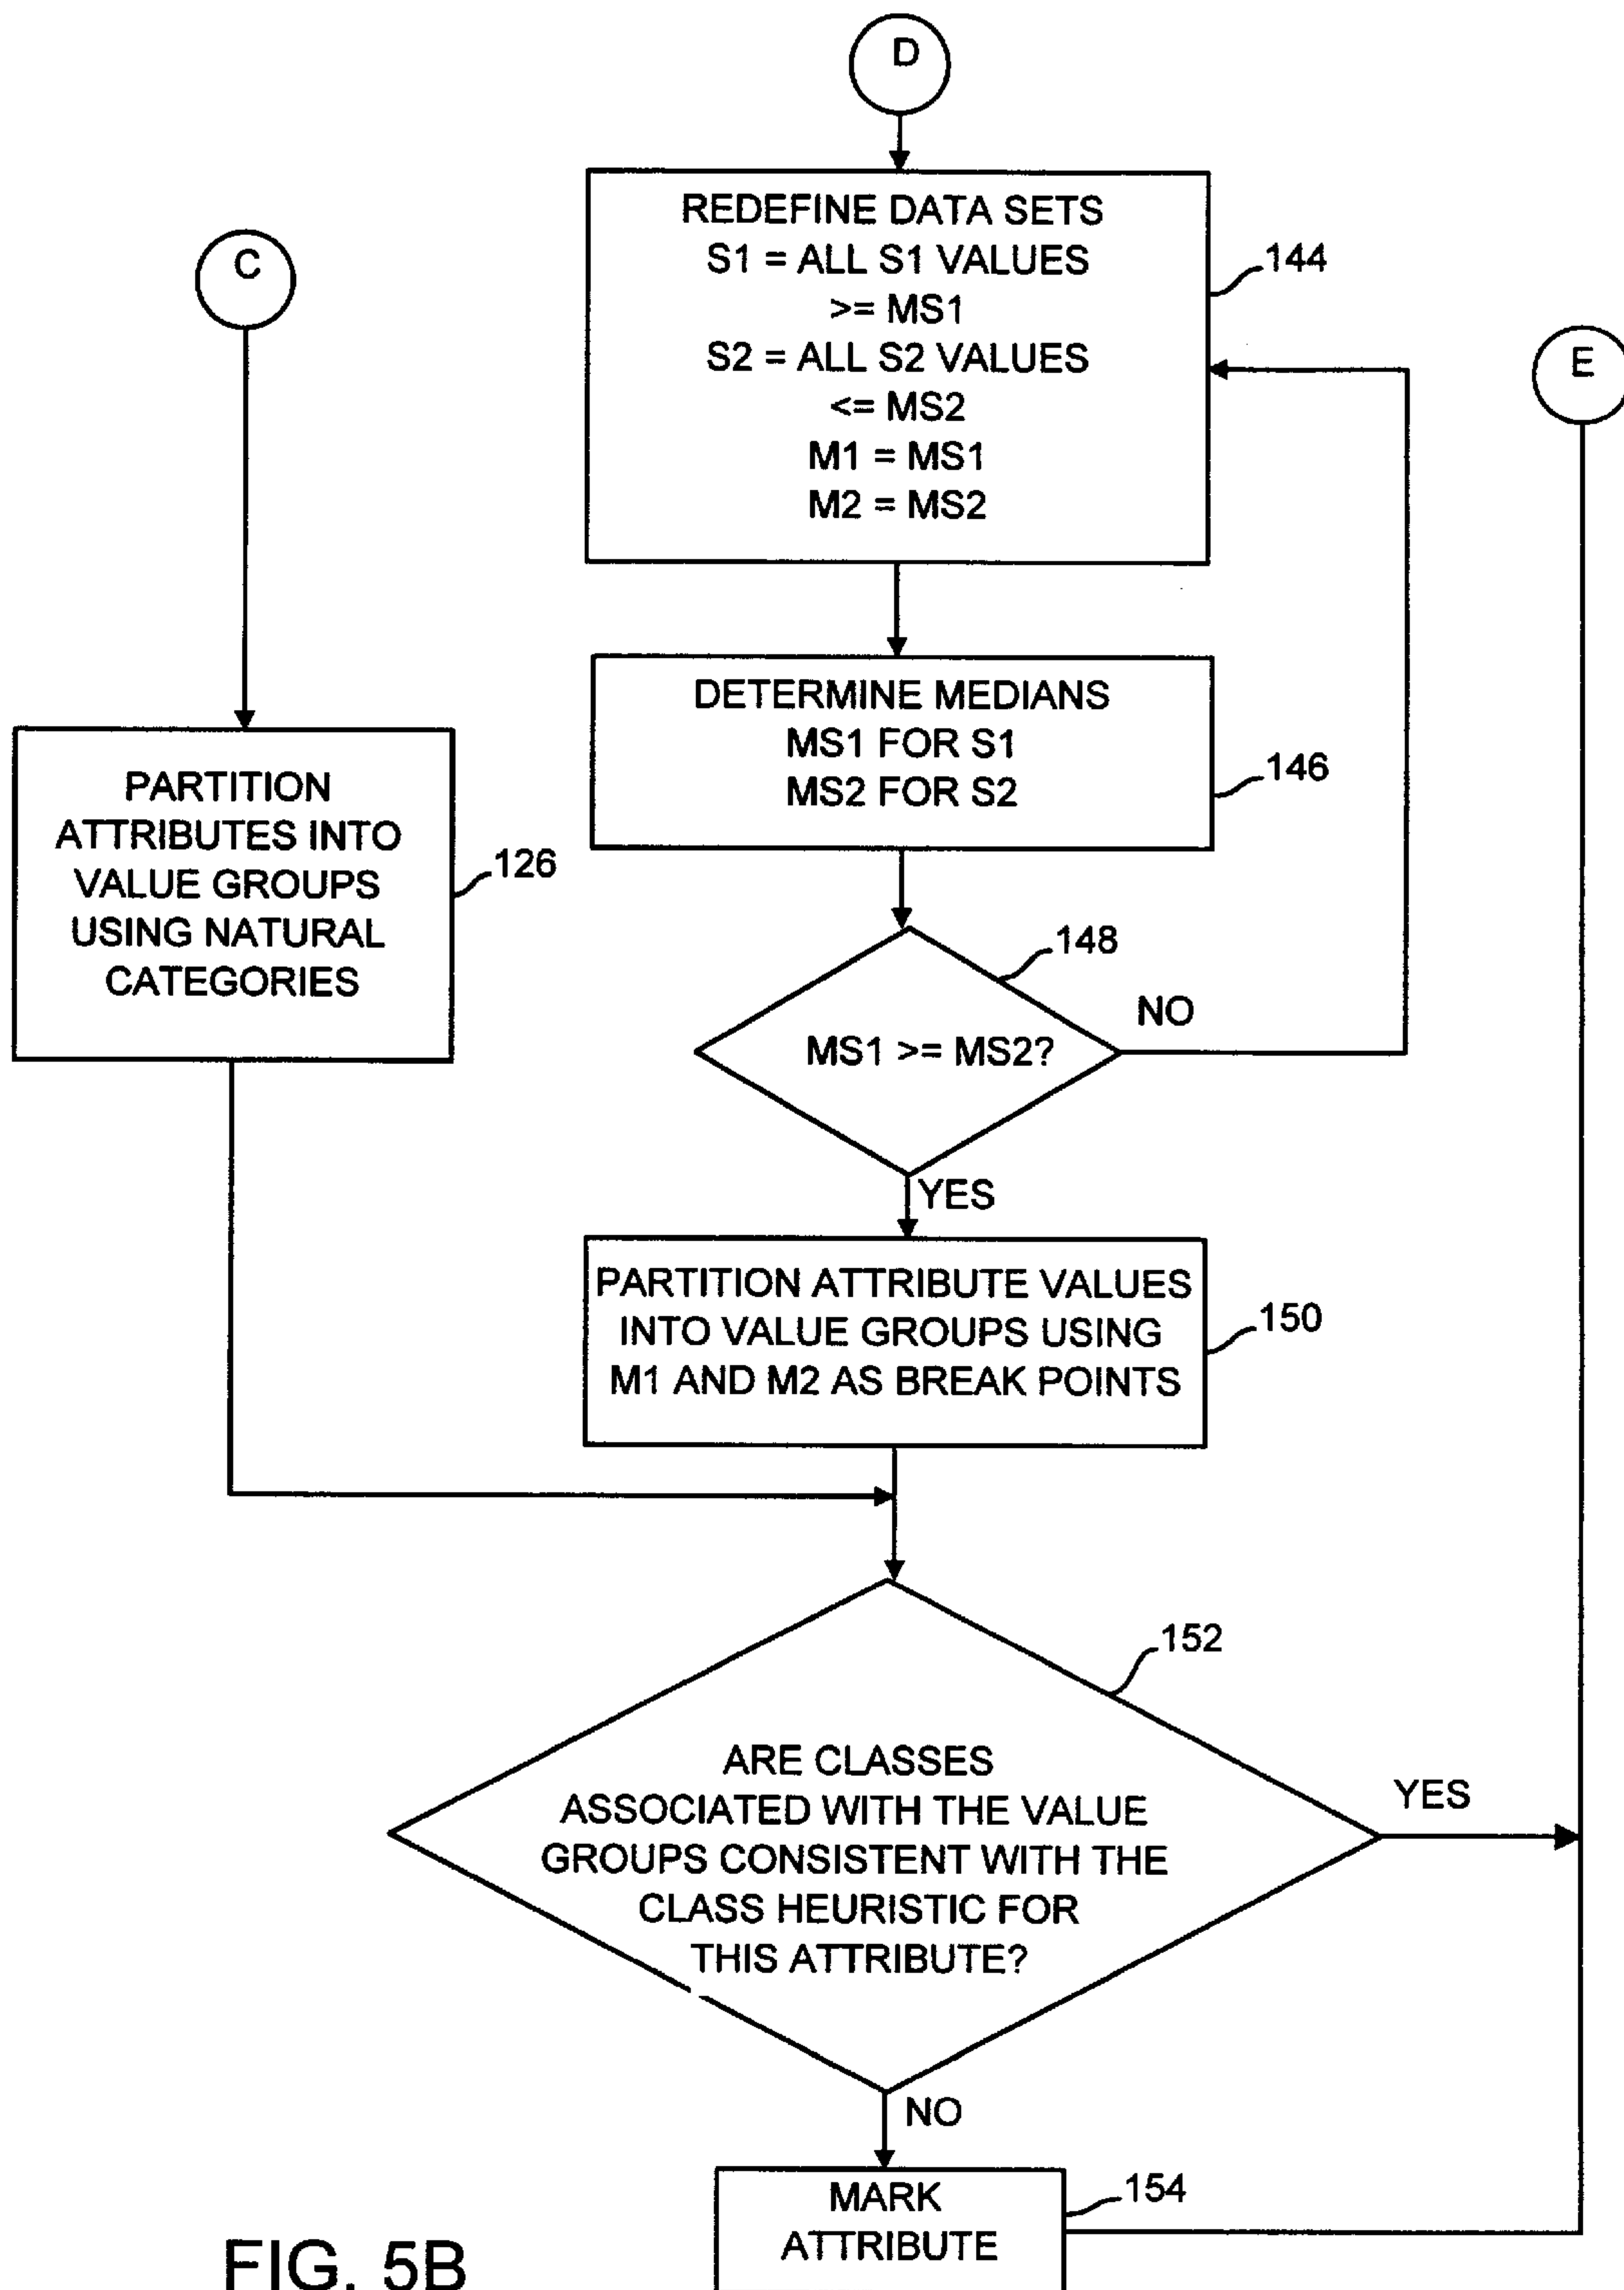 D
REDEFINE DATA SETS
S1 = ALL S1 VALUES
>= MS1
S2 = ALL S2 VALUES
<= MS2
M1 = MS1
M2 = MS2
144
C
E
DETERMINE MEDIANS
MS1 FOR S1
MS2 FOR S2
146
PARTITION
ATTRIBUTES INTO
VALUE GROUPS
USING NATURAL
CATEGORIES
126
148
MS1 >= MS2?
NO
YES
PARTITION ATTRIBUTE VALUES
INTO VALUE GROUPS USING
M1 AND M2 AS BREAK POINTS
150
152
ARE CLASSES
ASSOCIATED WITH THE VALUE
GROUPS CONSISTENT WITH THE
CLASS HEURISTIC FOR
THIS ATTRIBUTE?
YES
NO
MARK
ATTRIBUTE
154
FIG. 5B